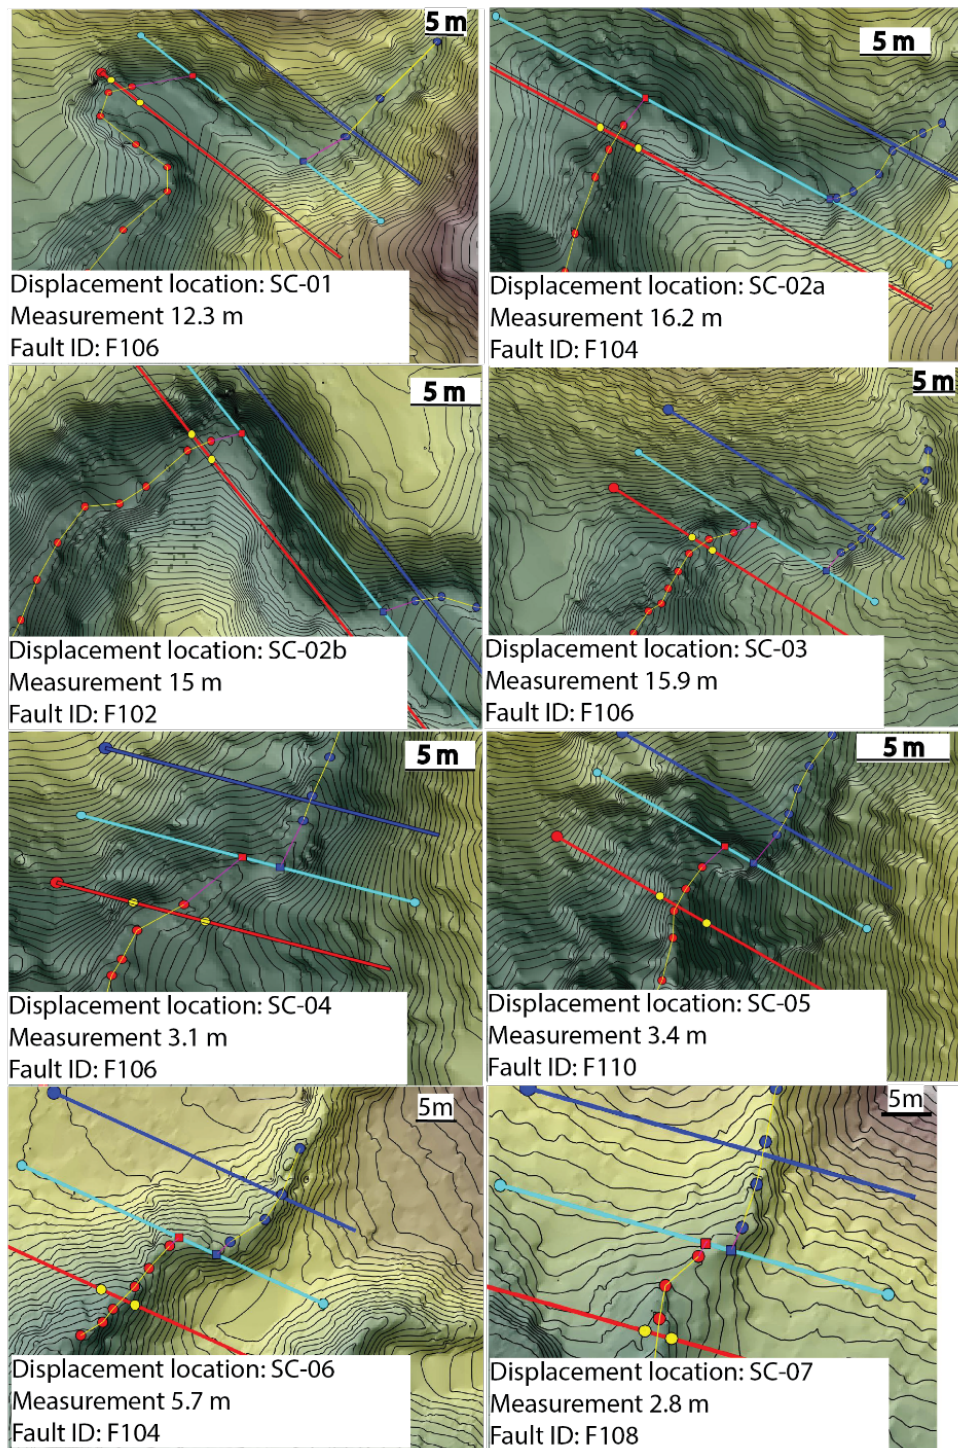 5 m
5 m
Displacement location: SC-01
Measurement 12.3 m
Fault ID: F106
Displacement location: SC-02a
Measurement 16.2 m
Fault ID: F104
5 m
5 m
Displacement location: SC-02b
Measurement 15 m
Fault ID: F102
Displacement location: SC-03
Measurement 15.9 m
Fault ID: F106
5 m
5 m
Displacement location: SC-04
Measurement 3.1 m
Fault ID: F106
Displacement location: SC-05
Measurement 3.4 m
Fault ID: F110
5m
5m
Displacement location: SC-06
Measurement 5.7 m
Fault ID: F104
Displacement location: SC-07
Measurement 2.8 m
Fault ID: F108